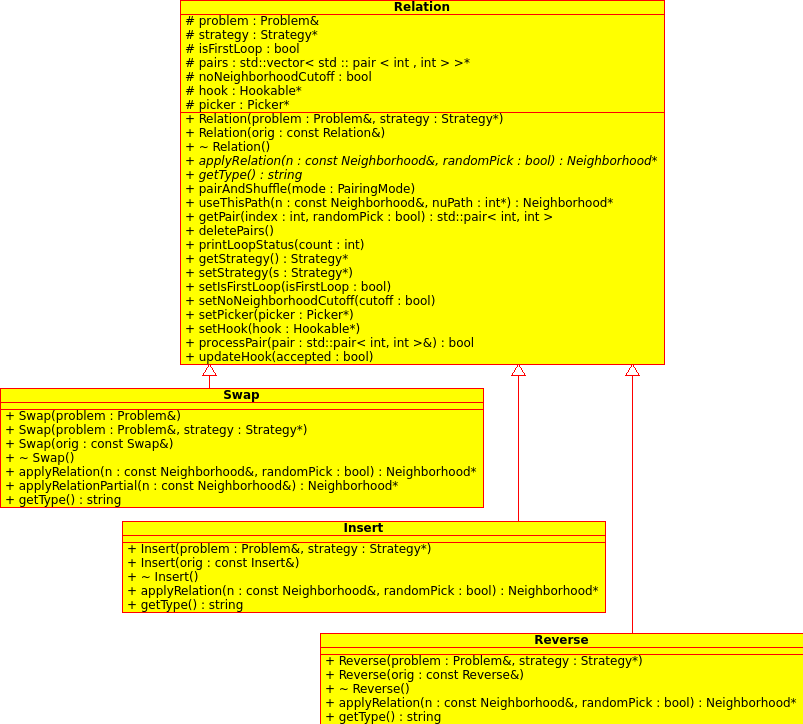 Relation
# problem : Problem&
# strategy : Strategy*
# isFirstLoop : bool
# pairs : std::vector< std :: pair < int , int > >*
# noNeighborhoodCutoff : bool
# hook : Hookable*
# picker : Picker*
+ Relation(problem : Problem&, strategy : Strategy*)
+ Relation(orig : const Relation&)
+ ~ Relation()
+ applyRelation(n : const Neighborhood&, randomPick : bool) : Neighborhood*
+ getType() : string
+ pairAndShuffle(mode : PairingMode)
+ useThisPath(n : const Neighborhood&, nuPath : int*) : Neighborhood*
+ getPair(index : int, randomPick : bool) : std::pair< int, int >
+ deletePairs()
+ printLoopStatus(count : int)
+ getStrategy() : Strategy*
+ setStrategy(s : Strategy*)
+ setIsFirstLoop(isFirstLoop : bool)
+ setNoNeighborhoodCutoff(cutoff : bool)
+ setPicker(picker : Picker*)
+ setHook(hook : Hookable*)
+ processPair(pair : std::pair< int, int >&) : bool
+ updateHook(accepted : bool)
Swap
+ Swap(problem : Problem&)
+ Swap(problem : Problem&, strategy : Strategy*)
+ Swap(orig : const Swap&)
+ ~ Swap()
+ applyRelation(n : const Neighborhood&, randomPick : bool) : Neighborhood*
+ applyRelationPartial(n : const Neighborhood&) : Neighborhood*
+ getType() : string
Insert
+ Insert(problem : Problem&, strategy : Strategy*)
+ Insert(orig : const Insert&)
+ ~ Insert()
+ applyRelation(n : const Neighborhood&, randomPick : bool) : Neighborhood*
+ getType() : string
Reverse
+ Reverse(problem : Problem&, strategy : Strategy*)
+ Reverse(orig : const Reverse&)
+ ~ Reverse()
+ applyRelation(n : const Neighborhood&, randomPick : bool) : Neighborhood*
+ getType() : string